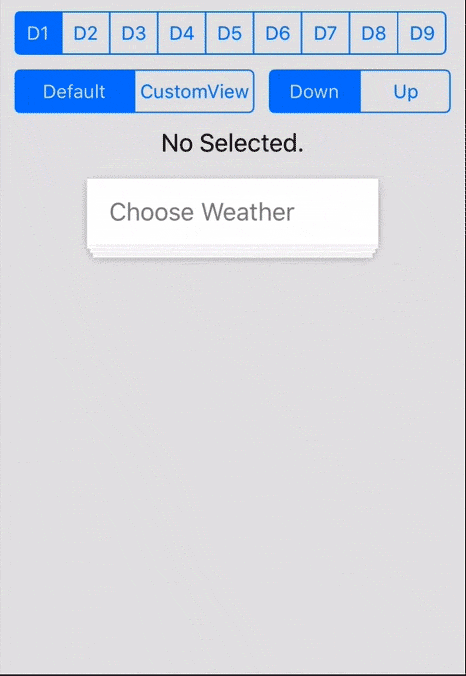 D1 D2 D3 D4 D5 D6 D7 D8 D9
Default CustomView Down Up
No Selected.
Choose Weather